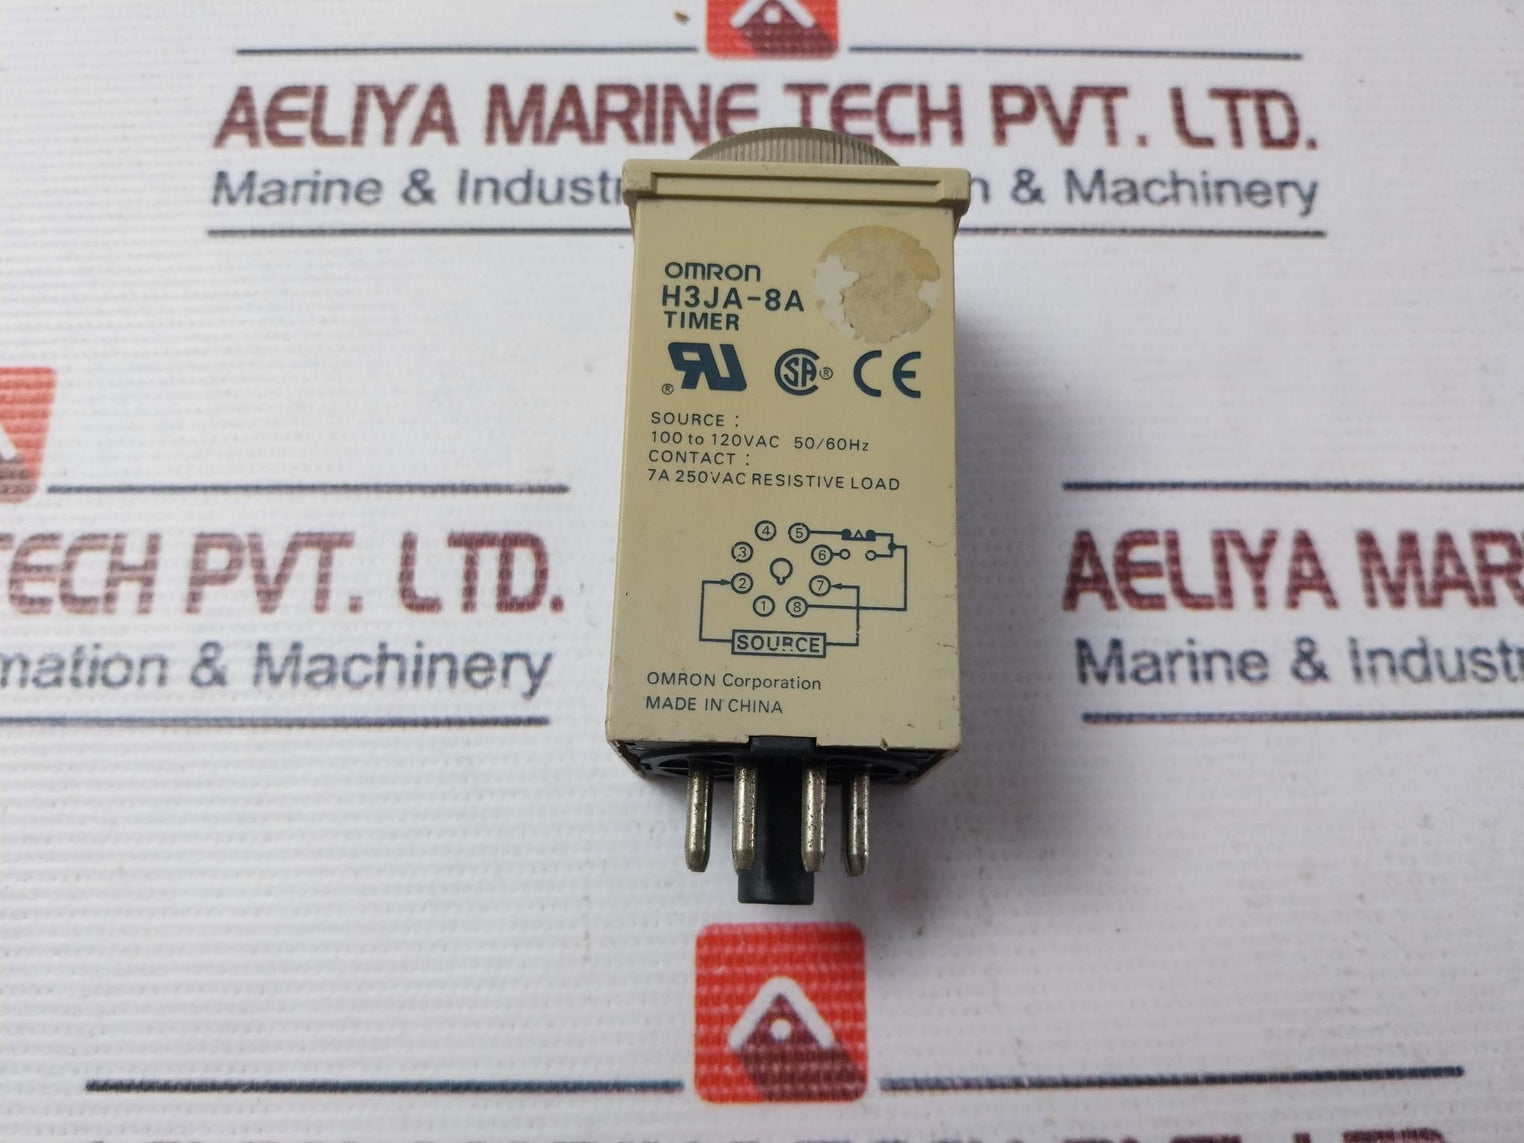 AELIYA MARINE TECH PVT. LTD.
Marine & Industr n & Machinery
OMRON
H3JA-8A
TIMER
RU ®
SA ® CE
SOURCE :
100 to 120VAC 50/60Hz
CONTACT :
7A 250VAC RESISTIVE LOAD
4 5
3 6
2 7
1 8
SOURCE
OMRON Corporation
MADE IN CHINA
TECH PVT. LTD.
mation & Machinery
AELIYA MAR
Marine & Industr